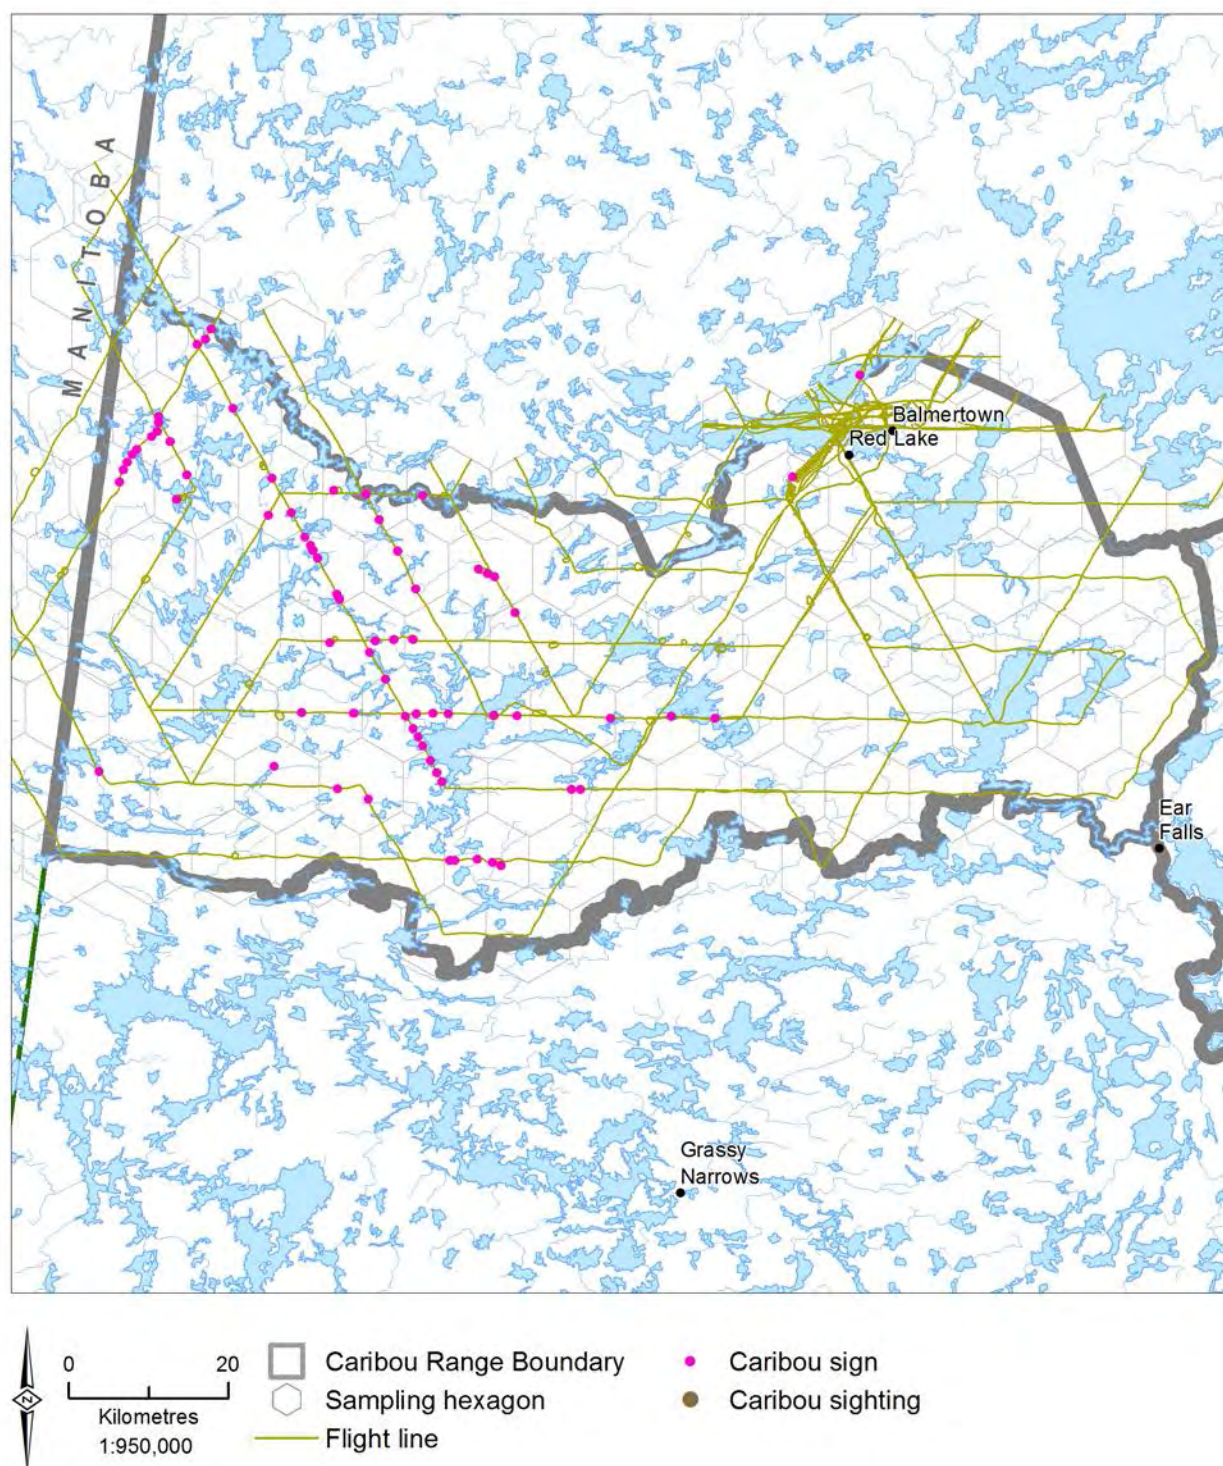 MANITOBA
Balmertown
Red Lake
Ear
Falls
Grassy
Narrows
0 20
Kilometres
1:950,000
N
Caribou Range Boundary
Sampling hexagon
Flight line
Caribou sign
Caribou sighting